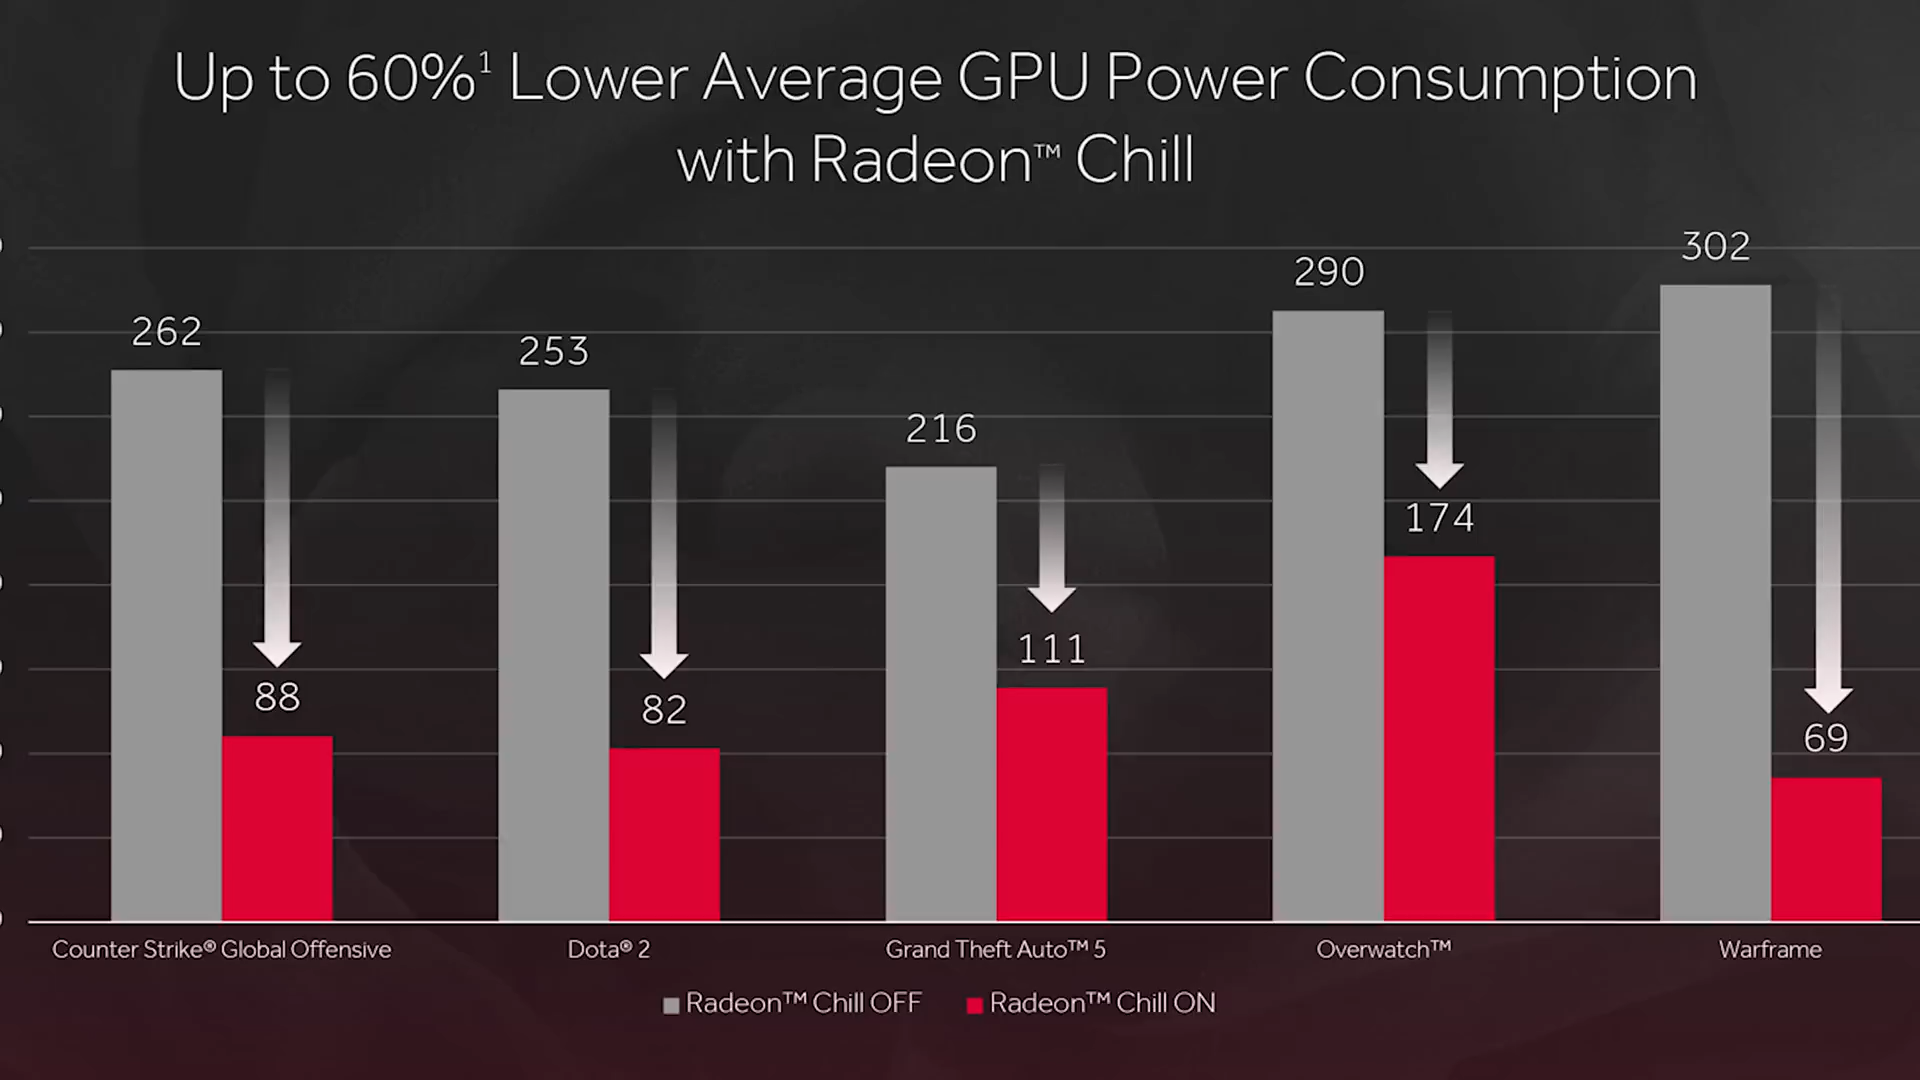 Up to 60%¹ Lower Average GPU Power Consumption
with Radeon™ Chill
262
88
253
82
216
111
290
174
302
69
Counter Strike® Global Offensive
Dota® 2
Grand Theft Auto™ 5
Overwatch™
Warframe
Radeon™ Chill OFF
Radeon™ Chill ON